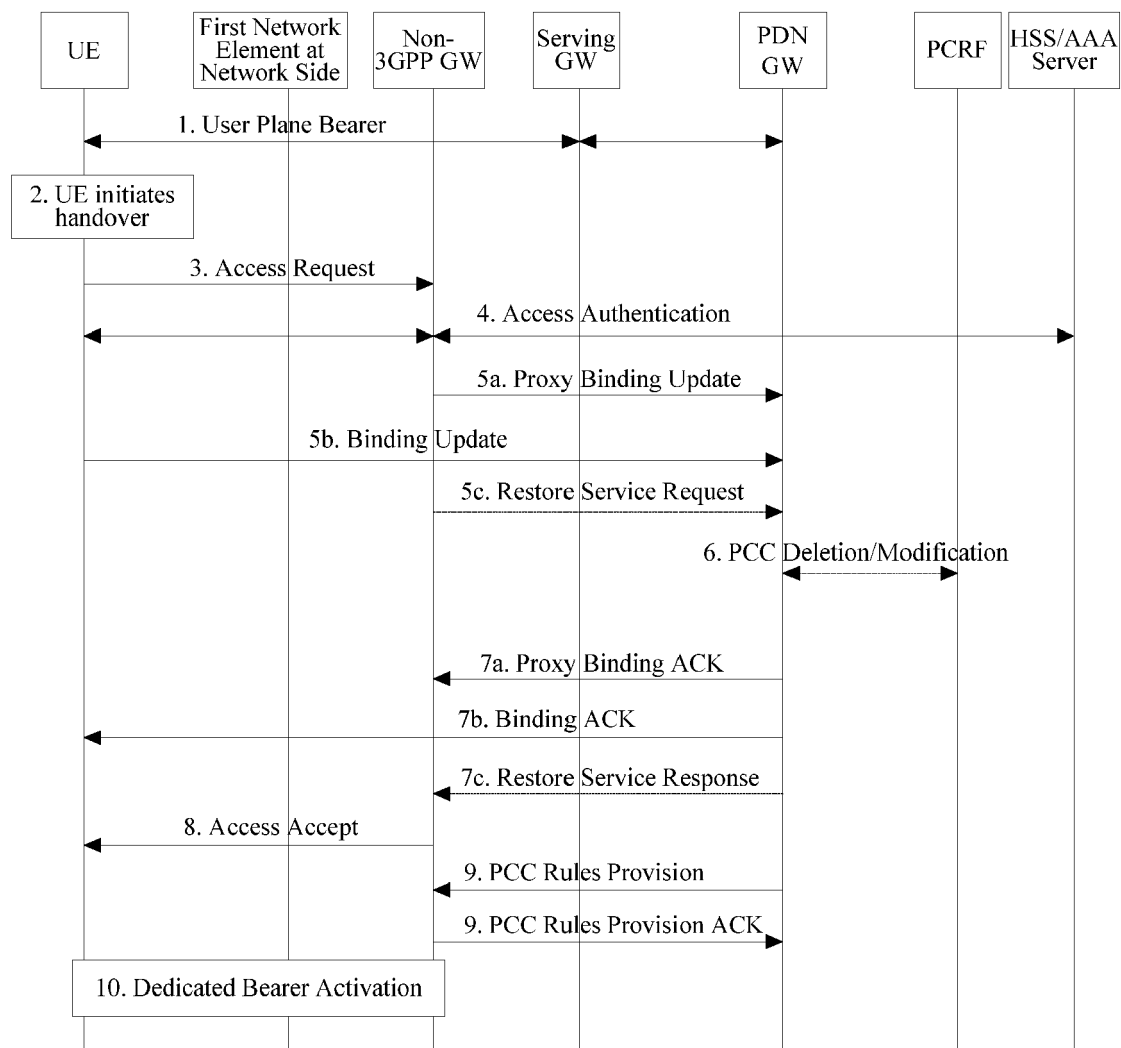 UE
First Network
Element at
Network Side
Non-
3GPP GW
Serving
GW
PDN
GW
PCRF
HSS/AAA
Server
1. User Plane Bearer
2. UE initiates
handover
3. Access Request
4. Access Authentication
5a. Proxy Binding Update
5b. Binding Update
5c. Restore Service Request
6. PCC Deletion/Modification
7a. Proxy Binding ACK
7b. Binding ACK
7c. Restore Service Response
8. Access Accept
9. PCC Rules Provision
9. PCC Rules Provision ACK
10. Dedicated Bearer Activation